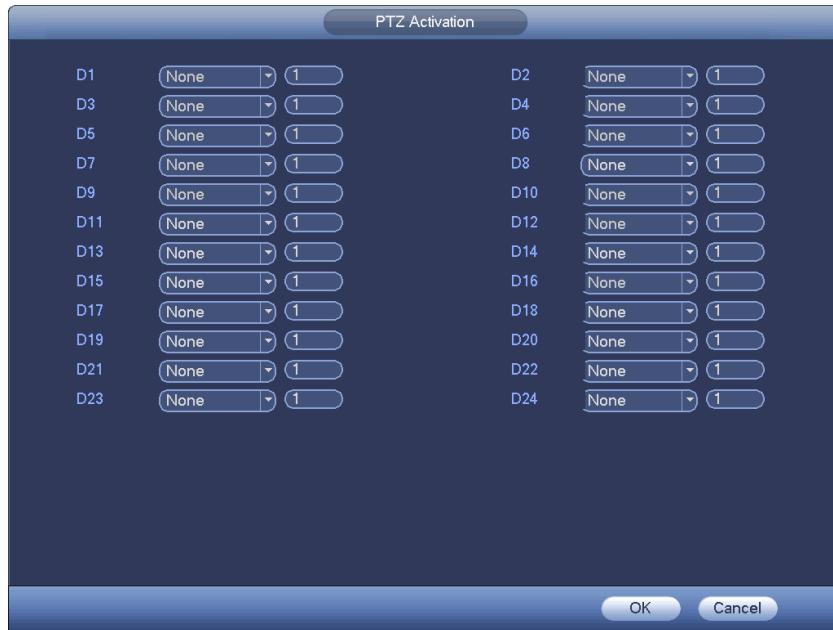 PTZ Activation
D1 None 1 D2 None 1
D3 None 1 D4 None 1
D5 None 1 D6 None 1
D7 None 1 D8 None 1
D9 None 1 D10 None 1
D11 None 1 D12 None 1
D13 None 1 D14 None 1
D15 None 1 D16 None 1
D17 None 1 D18 None 1
D19 None 1 D20 None 1
D21 None 1 D22 None 1
D23 None 1 D24 None 1
OK Cancel